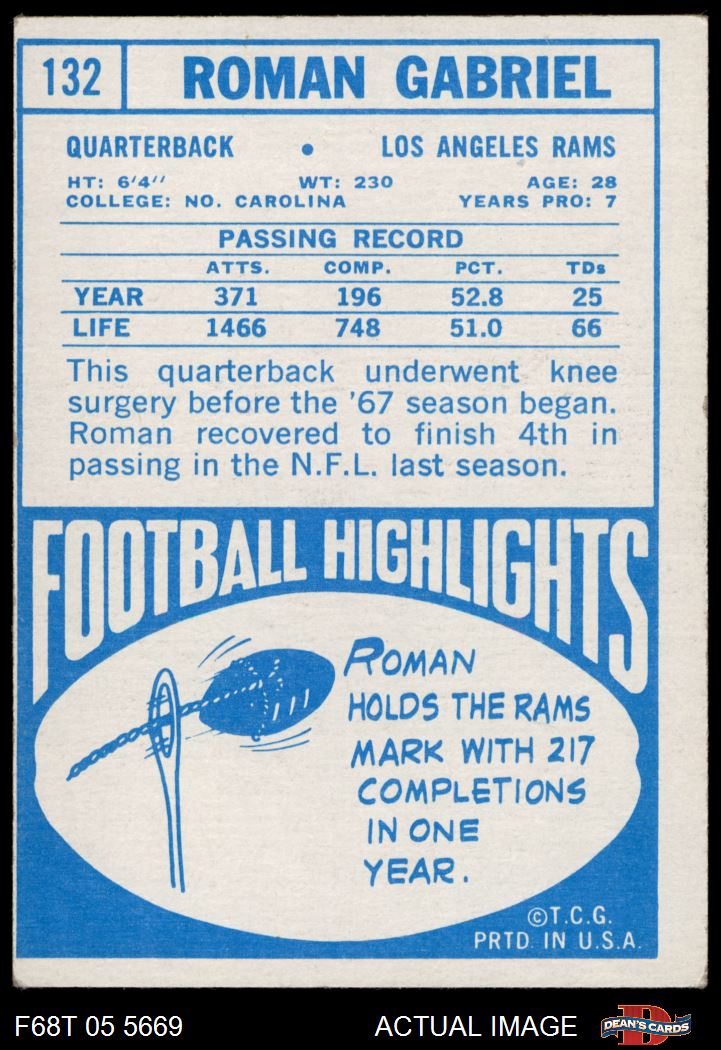 132 ROMAN GABRIEL
QUARTERBACK • LOS ANGELES RAMS
HT: 6'4" WT: 230 AGE: 28
COLLEGE: NO. CAROLINA YEARS PRO: 7
PASSING RECORD
ATTS. COMP. PCT. TDs
YEAR 371 196 52.8 25
LIFE 1466 748 51.0 66
This quarterback underwent knee
surgery before the '67 season began.
Roman recovered to finish 4th in
passing in the N.F.L. last season.
FOOTBALL HIGHLIGHTS
ROMAN
HOLDS THE RAMS
MARK WITH 217
COMPLETIONS
IN ONE
YEAR.
©T.C.G.
PRTD. IN U.S.A.
F68T 05 5669 ACTUAL IMAGE D DEAN'S CARDS